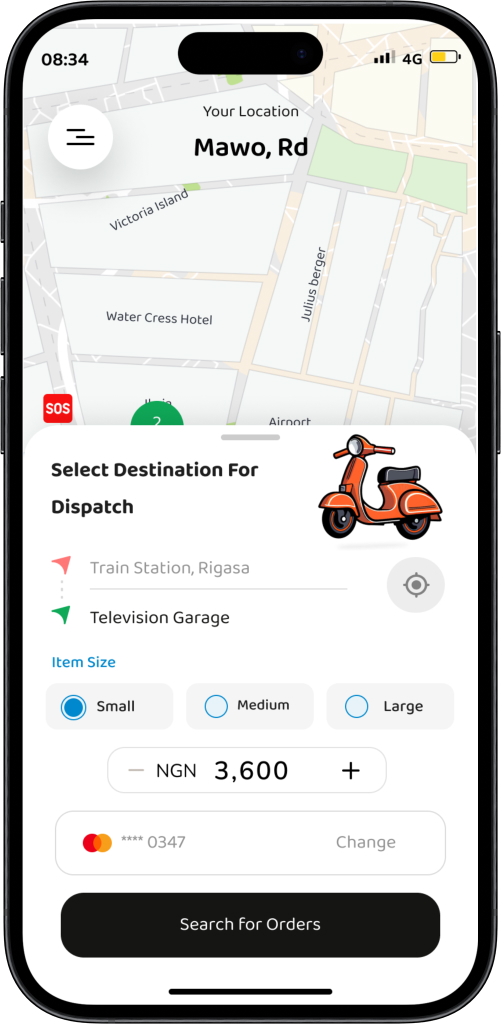 08:34
4G
Your Location
Mawo, Rd
Victoria Island
Julius berger
Water Cress Hotel
SOS
2
Airport
Select Destination For
Dispatch
Train Station, Rigasa
Television Garage
Item Size
Small Medium Large
− NGN 3,600 +
**** 0347 Change
Search for Orders